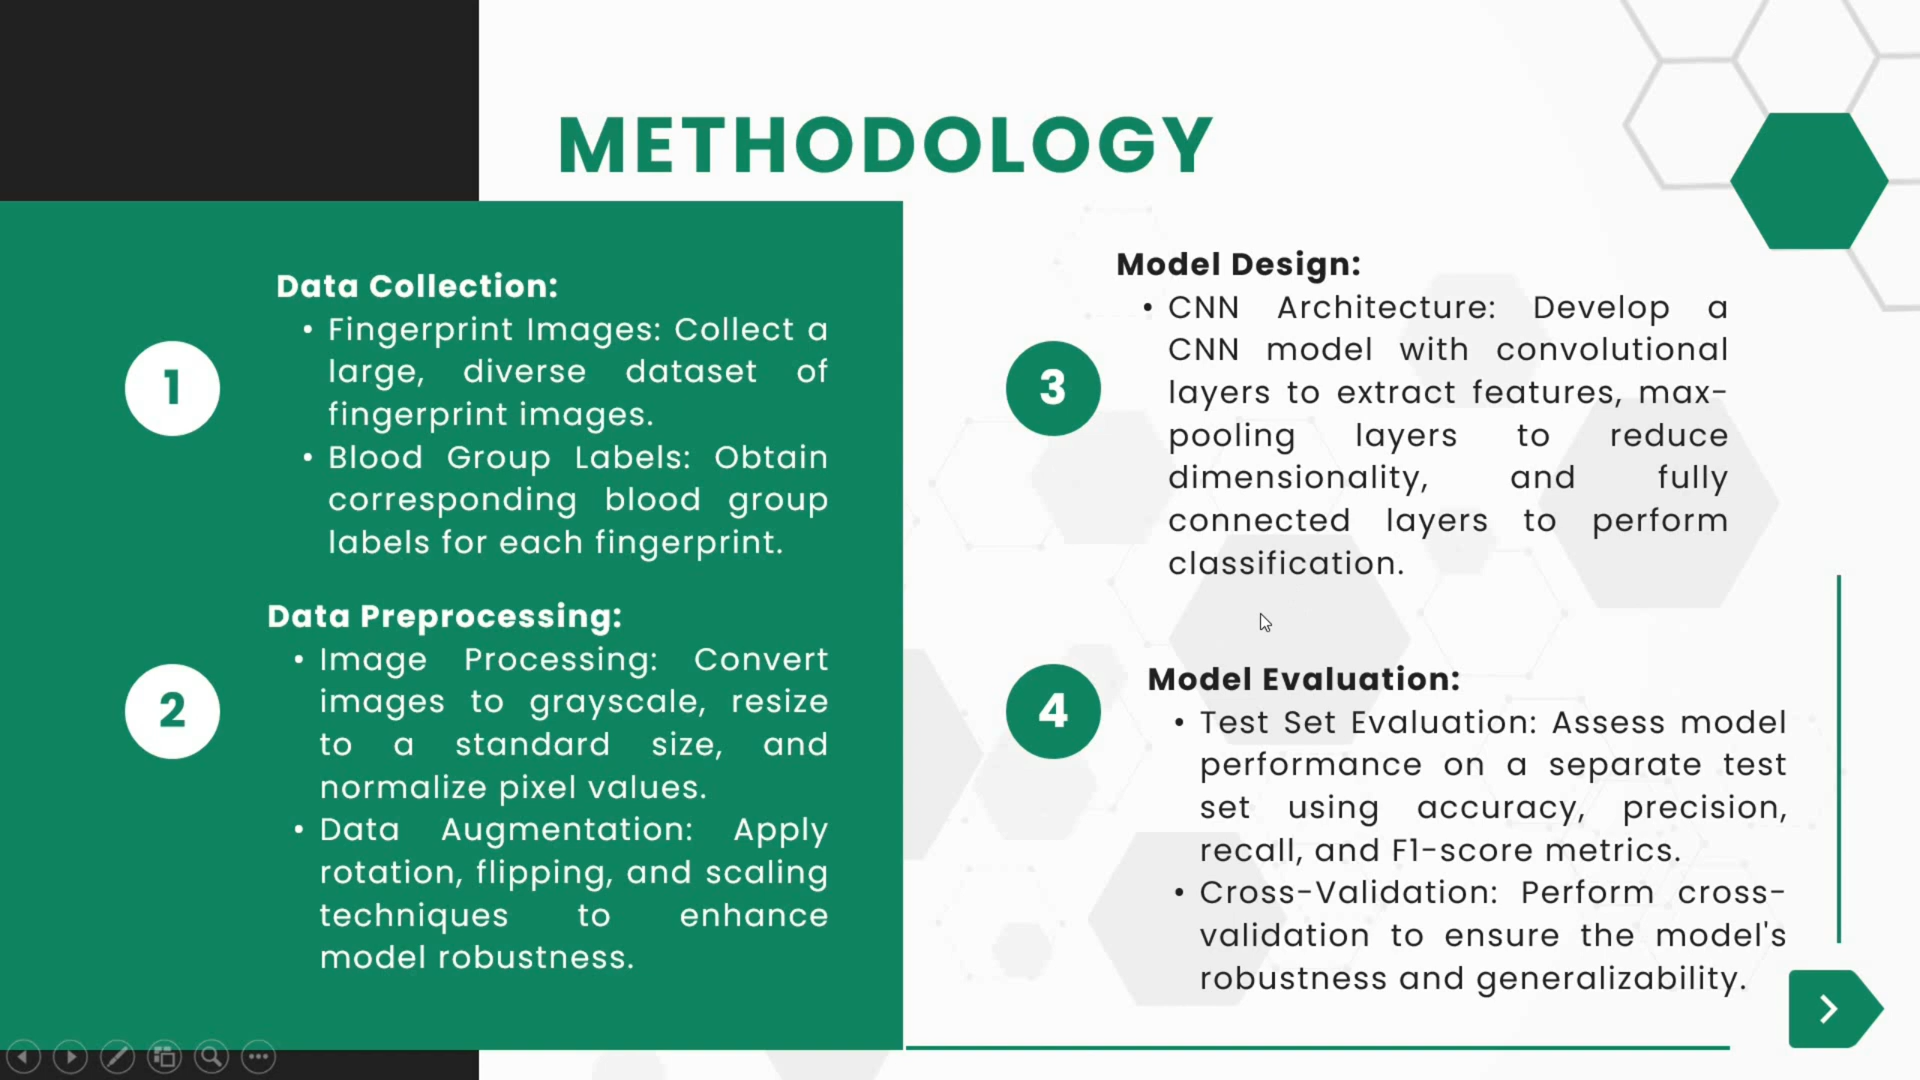 METHODOLOGY
1
Data Collection:
• Fingerprint Images: Collect a
large, diverse dataset of
fingerprint images.
• Blood Group Labels: Obtain
corresponding blood group
labels for each fingerprint.
2
Data Preprocessing:
• Image Processing: Convert
images to grayscale, resize
to a standard size, and
normalize pixel values.
• Data Augmentation: Apply
rotation, flipping, and scaling
techniques to enhance
model robustness.
3
Model Design:
• CNN Architecture: Develop a
CNN model with convolutional
layers to extract features, max-
pooling layers to reduce
dimensionality, and fully
connected layers to perform
classification.
4
Model Evaluation:
• Test Set Evaluation: Assess model
performance on a separate test
set using accuracy, precision,
recall, and F1-score metrics.
• Cross-Validation: Perform cross-
validation to ensure the model's
robustness and generalizability.